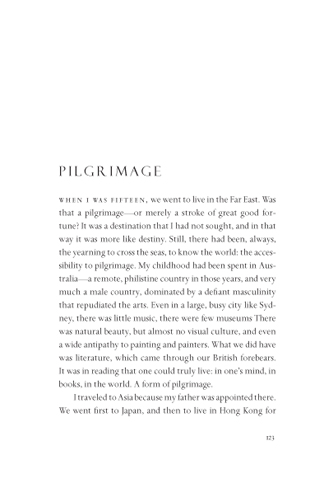 PILGRIMAGE
WHEN I WAS FIFTEEN, we went to live in the Far East. Was
that a pilgrimage—or merely a stroke of great good for-
tune? It was a destination that I had not sought, and in that
way it was more like destiny. Still, there had been, always,
the yearning to cross the seas, to know the world: the acces-
sibility to pilgrimage. My childhood had been spent in Aus-
tralia—a remote, philistine country in those years, and very
much a male country, dominated by a defiant masculinity
that repudiated the arts. Even in a large, busy city like Syd-
ney, there was little music, there were few museums There
was natural beauty, but almost no visual culture, and even
a wide antipathy to painting and painters. What we did have
was literature, which came through our British forebears.
It was in reading that one could truly live: in one's mind, in
books, in the world. A form of pilgrimage.
I traveled to Asia because my father was appointed there.
We went first to Japan, and then to live in Hong Kong for
123